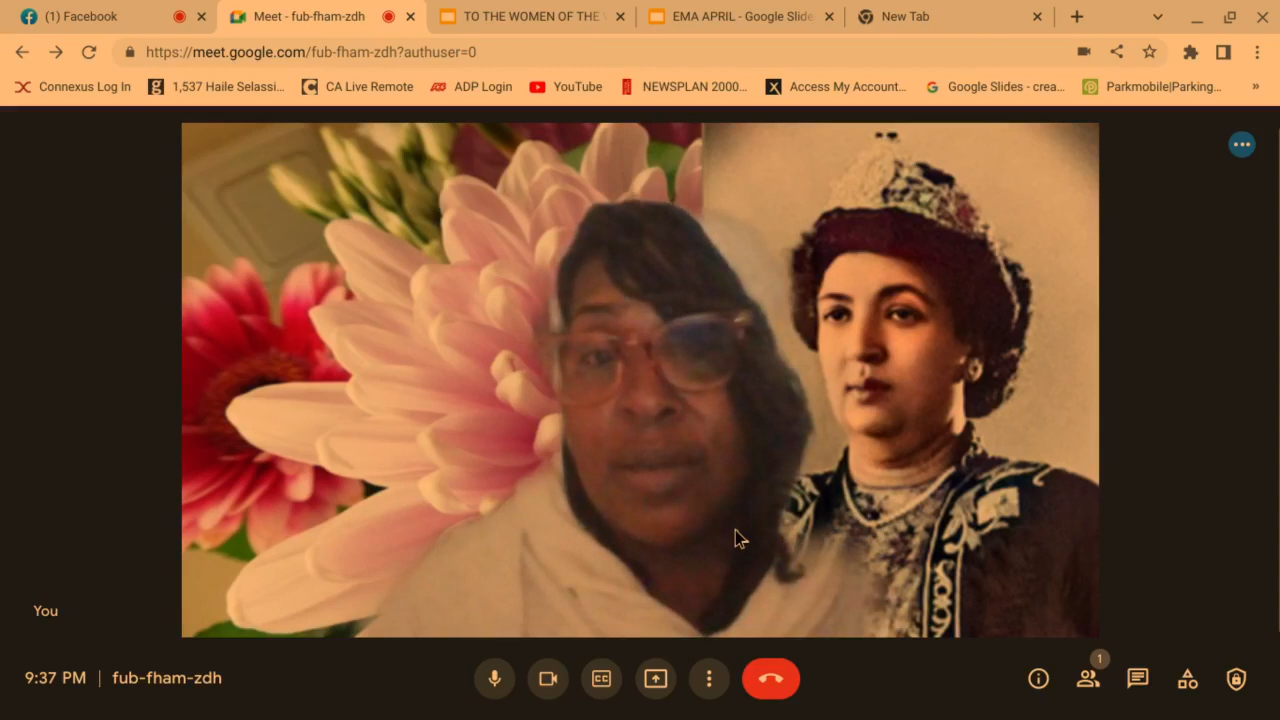 (1) Facebook
Meet - fub-fham-zdh
TO THE WOMEN OF THE
EMA APRIL - Google Slide
New Tab
https://meet.google.com/fub-fham-zdh?authuser=0
Connexus Log In
1,537 Haile Selassi...
CA Live Remote
ADP Login
YouTube
NEWSPLAN 2000...
Access My Account...
Google Slides - crea...
Parkmobile|Parking...
You
9:37 PM | fub-fham-zdh
CC
1